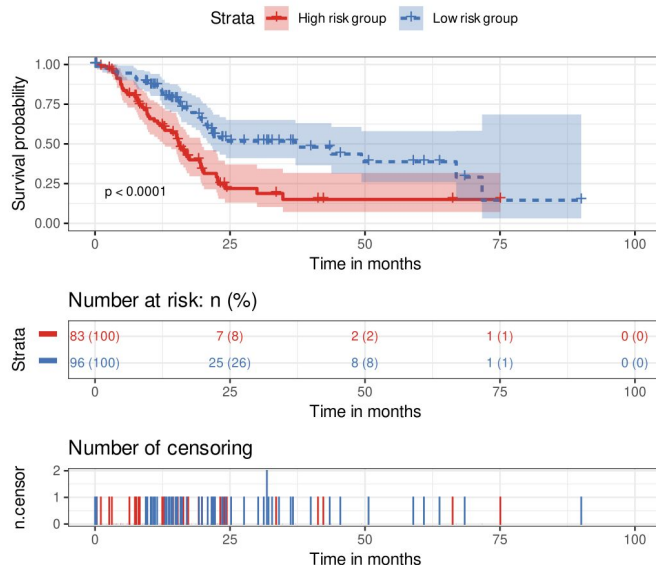 Strata High risk group Low risk group
Survival probability
1.00
0.75
0.50
0.25
0.00
p < 0.0001
0 25 50 75 100
Time in months
Number at risk: n (%)
Strata
83 (100) 7 (8) 2 (2) 1 (1) 0 (0)
96 (100) 25 (26) 8 (8) 1 (1) 0 (0)
0 25 50 75 100
Time in months
Number of censoring
n.censor
2
1
0
0 25 50 75 100
Time in months